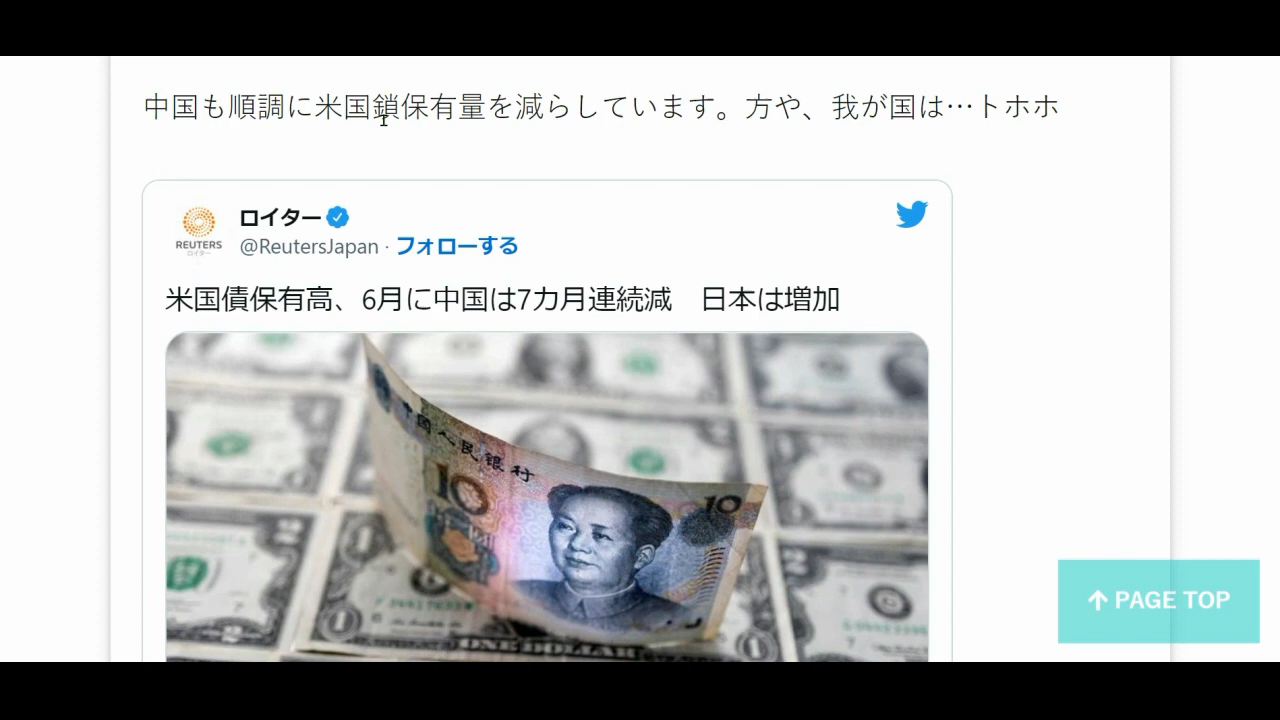 中国も順調に米国鎖保有量を減らしています。方や、我が国は…トホホ
ロイター
REUTERS
ロイター
@ReutersJapan · フォローする
米国債保有高、6月に中国は7カ月連続減　日本は増加
中国人民银行
10
10
↑ PAGE TOP
ONE DOLLAR